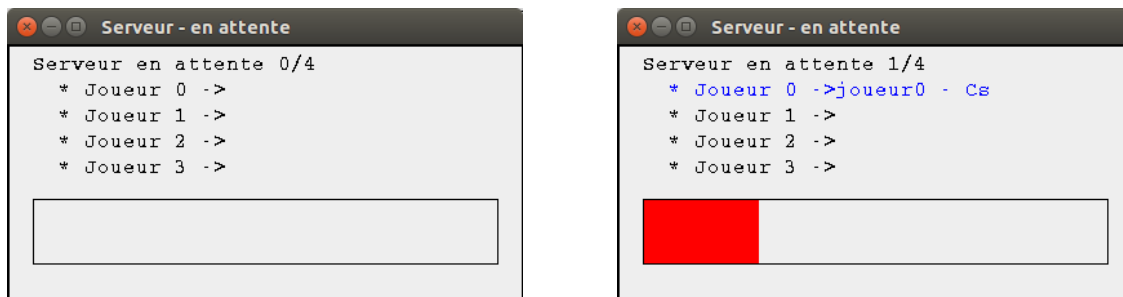 Serveur - en attente
Serveur en attente 0/4
* Joueur 0 ->
* Joueur 1 ->
* Joueur 2 ->
* Joueur 3 ->
Serveur - en attente
Serveur en attente 1/4
* Joueur 0 ->joueur0 - Cs
* Joueur 1 ->
* Joueur 2 ->
* Joueur 3 ->